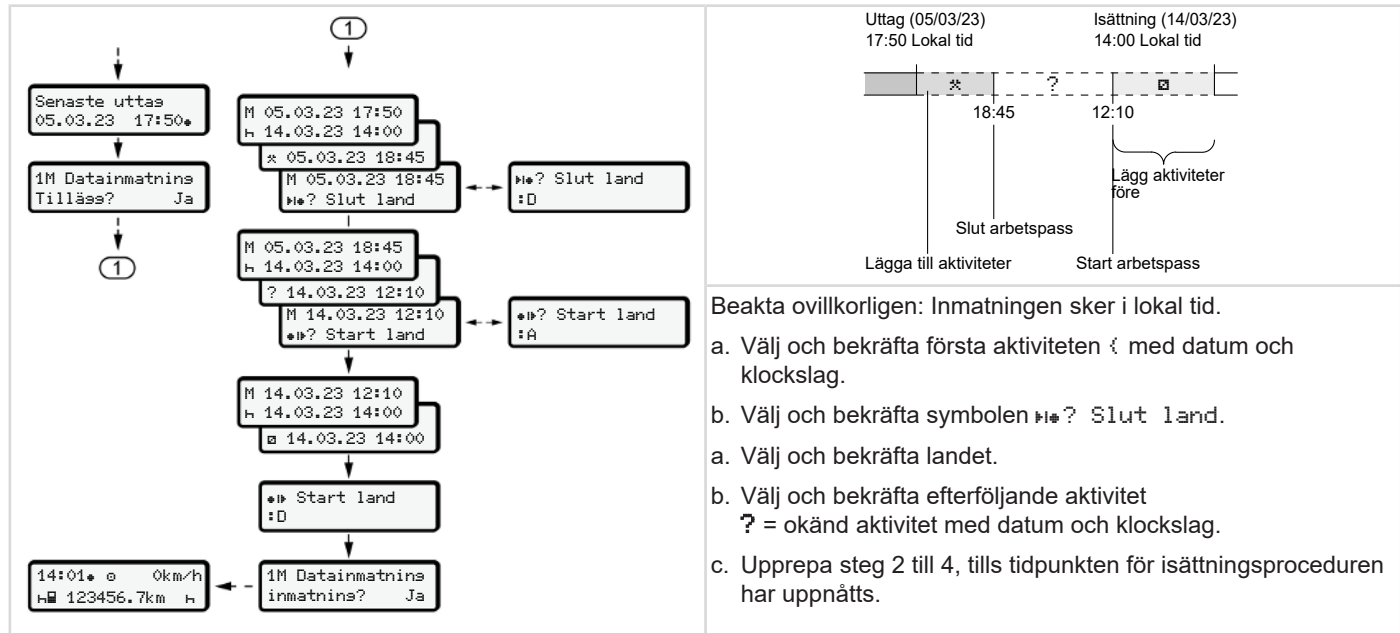 1
Senaste uttag
05.03.23 17:50
1M Datainmatning
Tillägg? Ja
1
M 05.03.23 17:50
14.03.23 14:00
05.03.23 18:45
M 05.03.23 18:45
? Slut land
? Slut land
:D
M 05.03.23 18:45
14.03.23 14:00
? 14.03.23 12:10
M 14.03.23 12:10
? Start land
? Start land
:A
M 14.03.23 12:10
14.03.23 14:00
14.03.23 14:00
Start land
:D
14:01 0km/h
123456.7km
1M Datainmatning
inmatning? Ja
Uttag (05/03/23)
17:50 Lokal tid
Isättning (14/03/23)
14:00 Lokal tid
?
18:45
12:10
Lägg aktiviteter
före
Slut arbetspass
Lägga till aktiviteter
Start arbetspass
Beakta ovillkorligen: Inmatningen sker i lokal tid.
a. Välj och bekräfta första aktiviteten { med datum och
klockslag.
b. Välj och bekräfta symbolen ? Slut land.
a. Välj och bekräfta landet.
b. Välj och bekräfta efterföljande aktivitet
? = okänd aktivitet med datum och klockslag.
c. Upprepa steg 2 till 4, tills tidpunkten för isättningsproceduren
har uppnåtts.